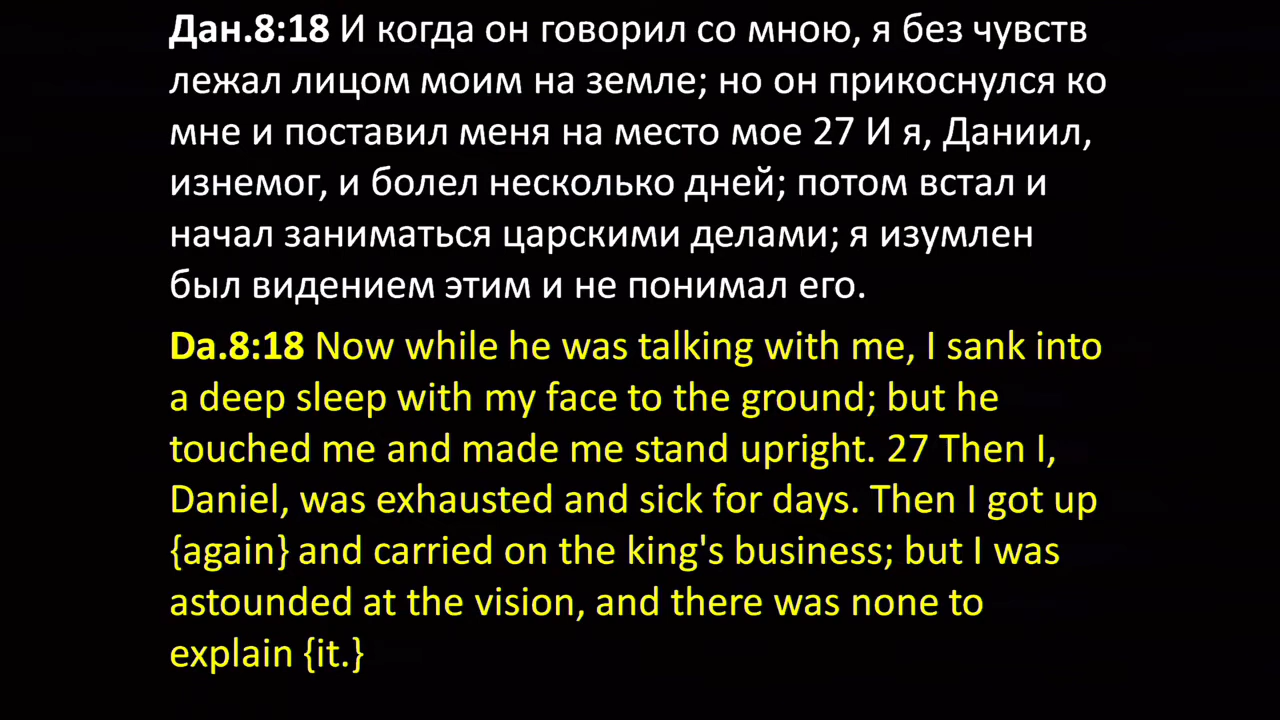 Дан.8:18 И когда он говорил со мною, я без чувств
лежал лицом моим на земле; но он прикоснулся ко
мне и поставил меня на место мое 27 И я, Даниил,
изнемог, и болел несколько дней; потом встал и
начал заниматься царскими делами; я изумлен
был видением этим и не понимал его.
Da.8:18 Now while he was talking with me, I sank into
a deep sleep with my face to the ground; but he
touched me and made me stand upright. 27 Then I,
Daniel, was exhausted and sick for days. Then I got up
{again} and carried on the king's business; but I was
astounded at the vision, and there was none to
explain {it.}